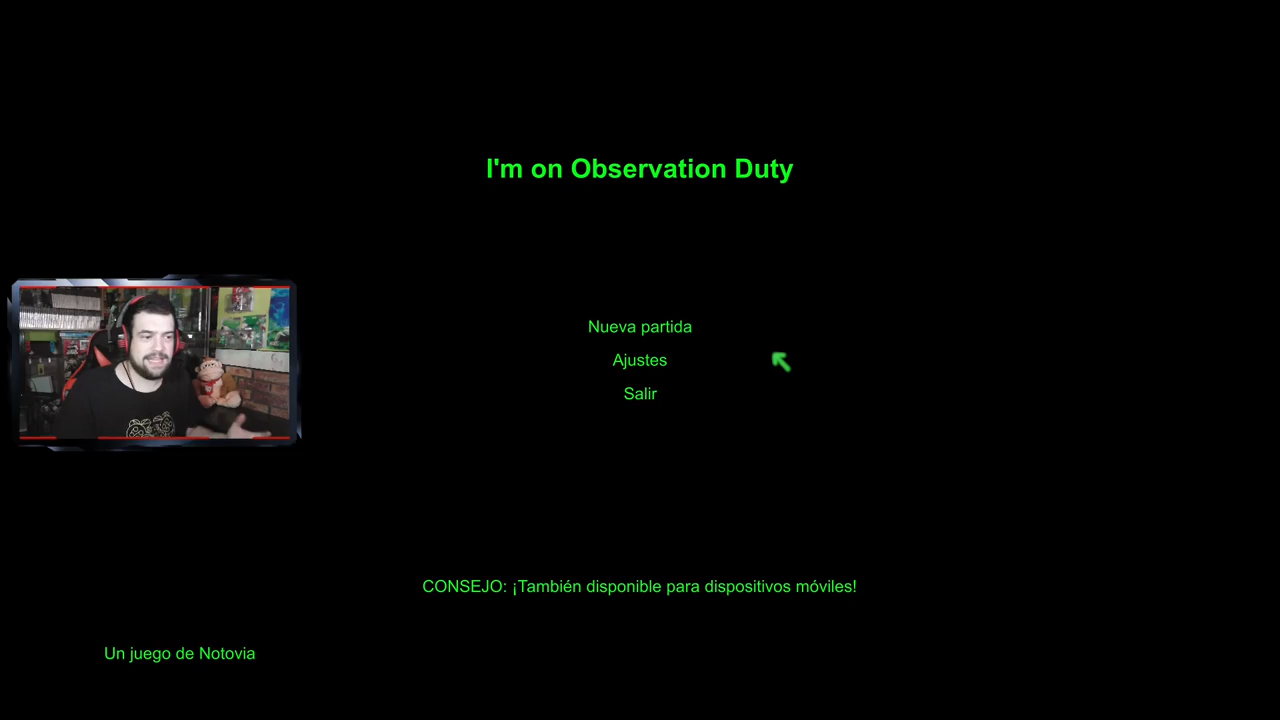 I'm on Observation Duty
Nueva partida
Ajustes
Salir
CONSEJO: ¡También disponible para dispositivos móviles!
Un juego de Notovia